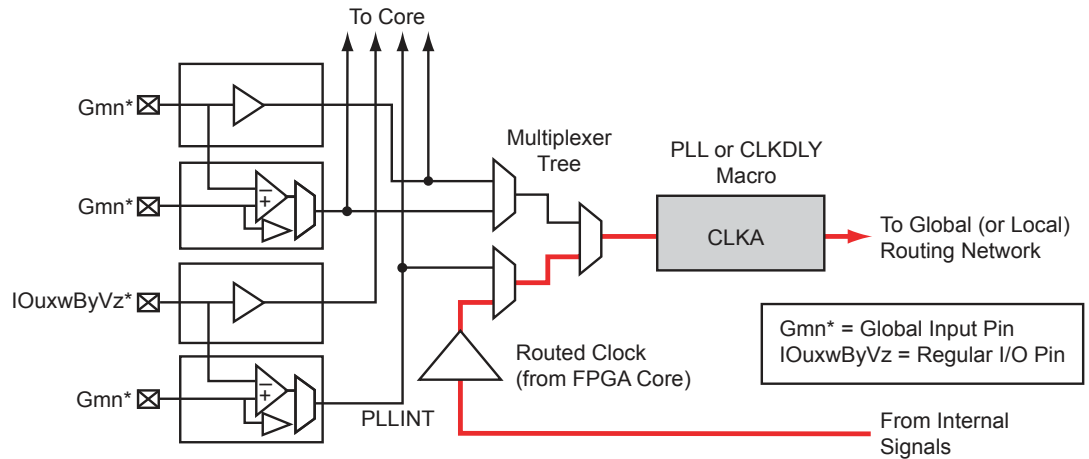 To Core
Gmn*
Gmn*
IOuxwByVz*
Gmn*
Multiplexer
Tree
PLL or CLKDLY
Macro
CLKA
To Global (or Local)
Routing Network
Gmn* = Global Input Pin
IOuxwByVz = Regular I/O Pin
Routed Clock
(from FPGA Core)
PLLINT
From Internal
Signals
− +
− +